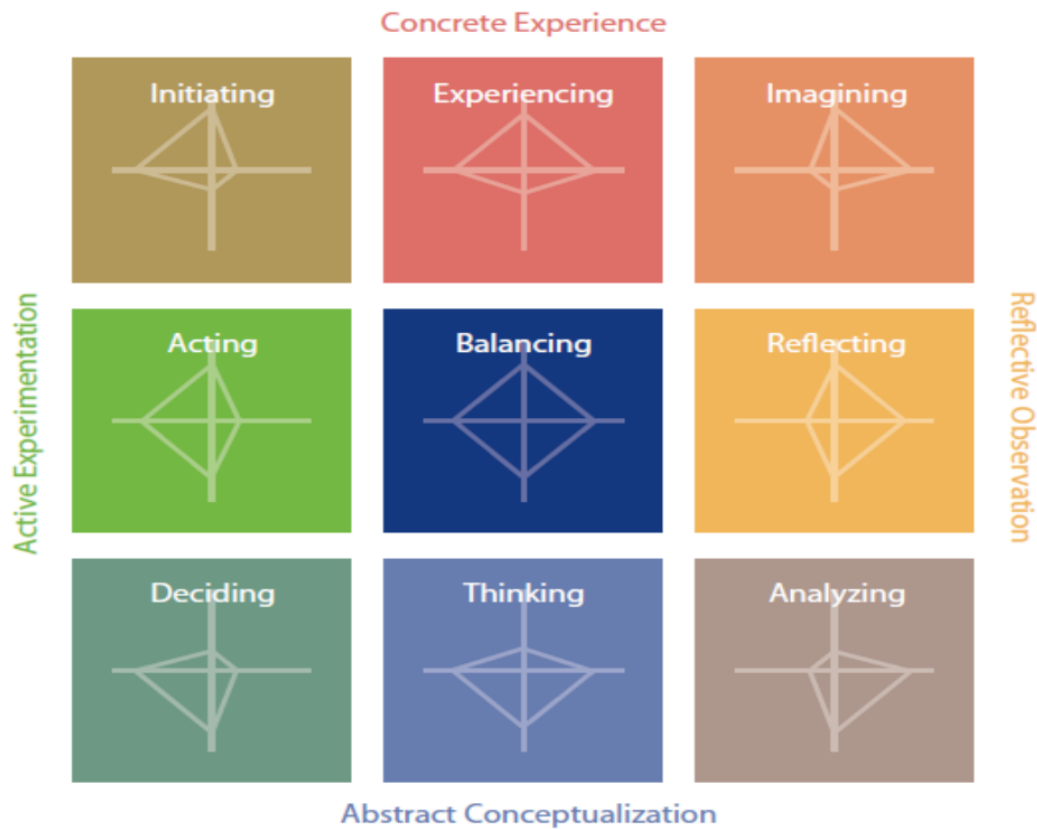 Concrete Experience
Initiating
Experiencing
Imagining
Active Experimentation
Acting
Balancing
Reflecting
Reflective Observation
Deciding
Thinking
Analyzing
Abstract Conceptualization